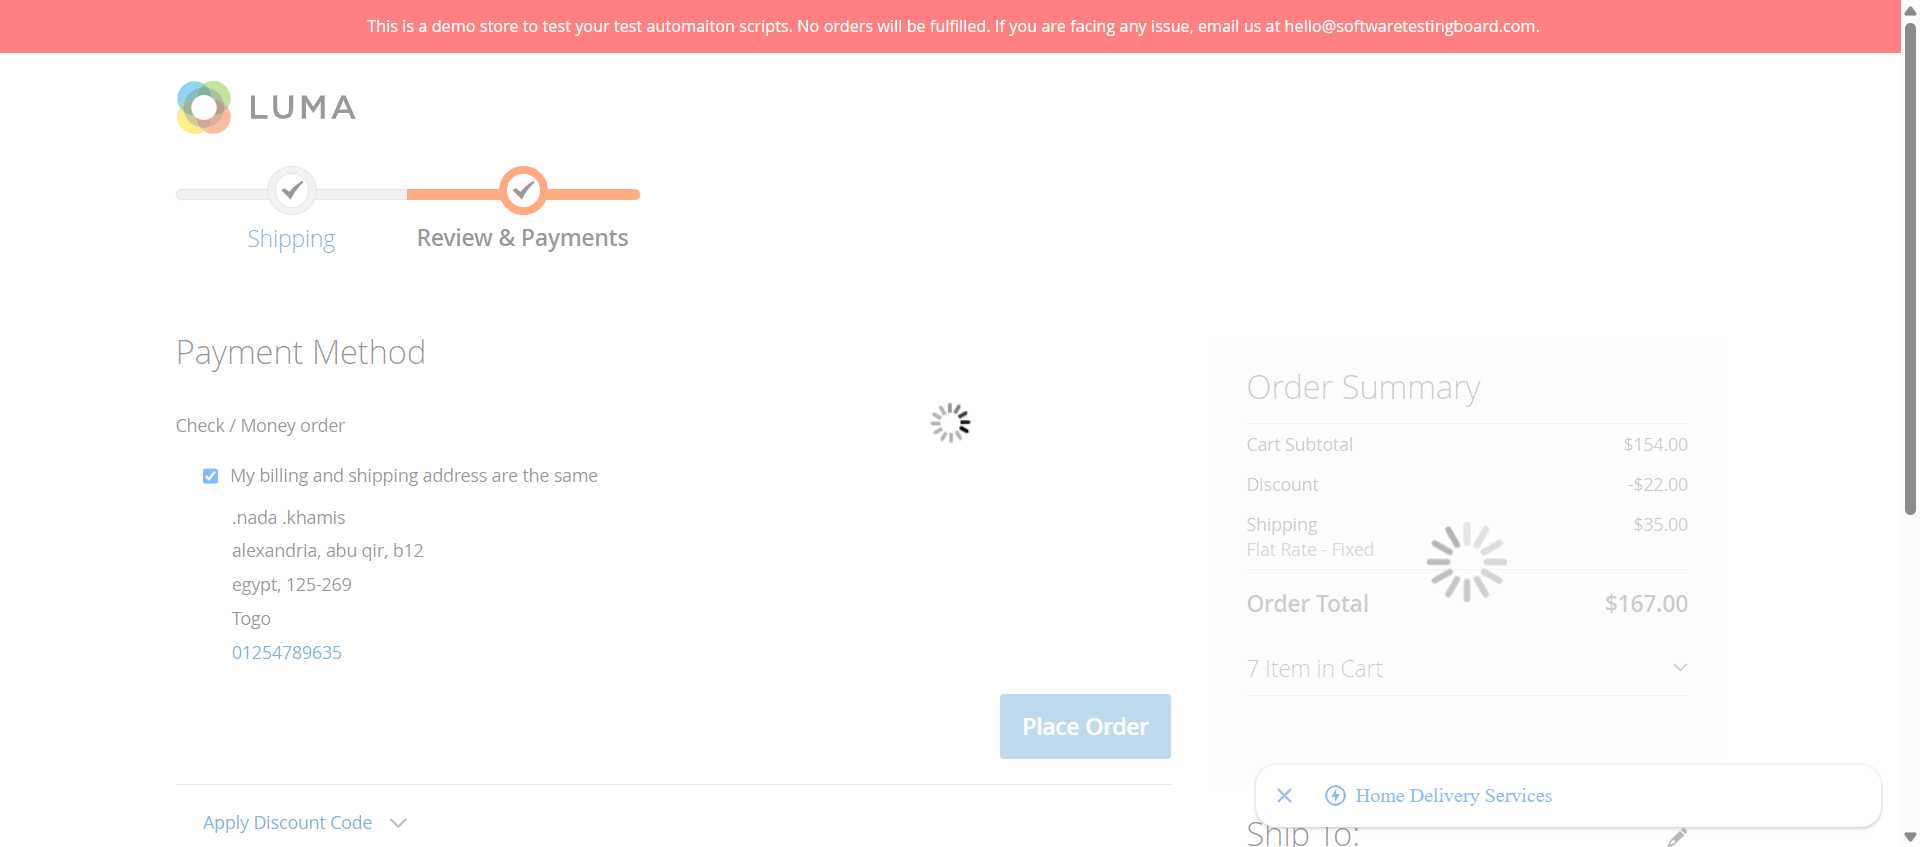 This is a demo store to test your test automaiton scripts. No orders will be fulfilled. If you are facing any issue, email us at hello@softwaretestingboard.com.
LUMA
Shipping
Review & Payments
Payment Method
Check / Money order
My billing and shipping address are the same
.nada .khamis
alexandria, abu qir, b12
egypt, 125-269
Togo
01254789635
Place Order
Apply Discount Code
Order Summary
Cart Subtotal $154.00
Discount -$22.00
Shipping $35.00
Flat Rate - Fixed
Order Total $167.00
7 Item in Cart
Home Delivery Services
Ship To: